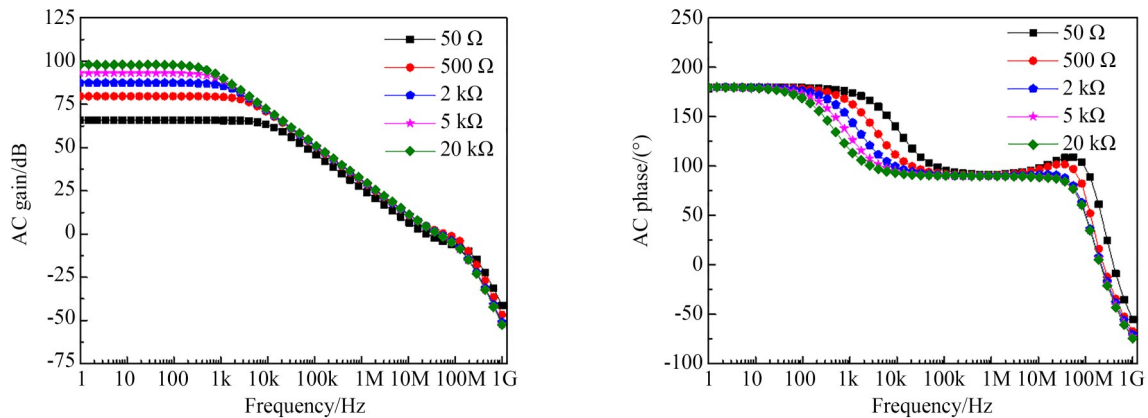 125
100
75
50
25
0
-25
-50
-75
AC gain/dB
50 Ω
500 Ω
2 kΩ
5 kΩ
20 kΩ
1 10 100 1k 10k 100k 1M 10M 100M 1G
Frequency/Hz
250
200
150
100
50
0
-50
-100
AC phase/(°)
50 Ω
500 Ω
2 kΩ
5 kΩ
20 kΩ
1 10 100 1k 10k 100k 1M 10M 100M 1G
Frequency/Hz